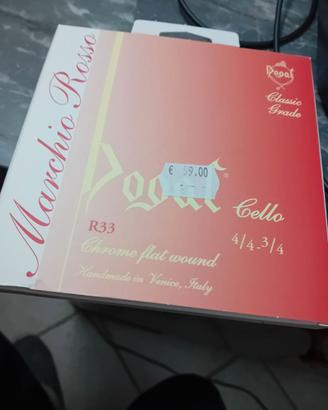 Marchio Rosso
Dogal
Classic
Grade
€ 59.00
Dogal®
Cello
4/4-3/4
R33
Chrome flat wound
Handmade in Venice, Italy